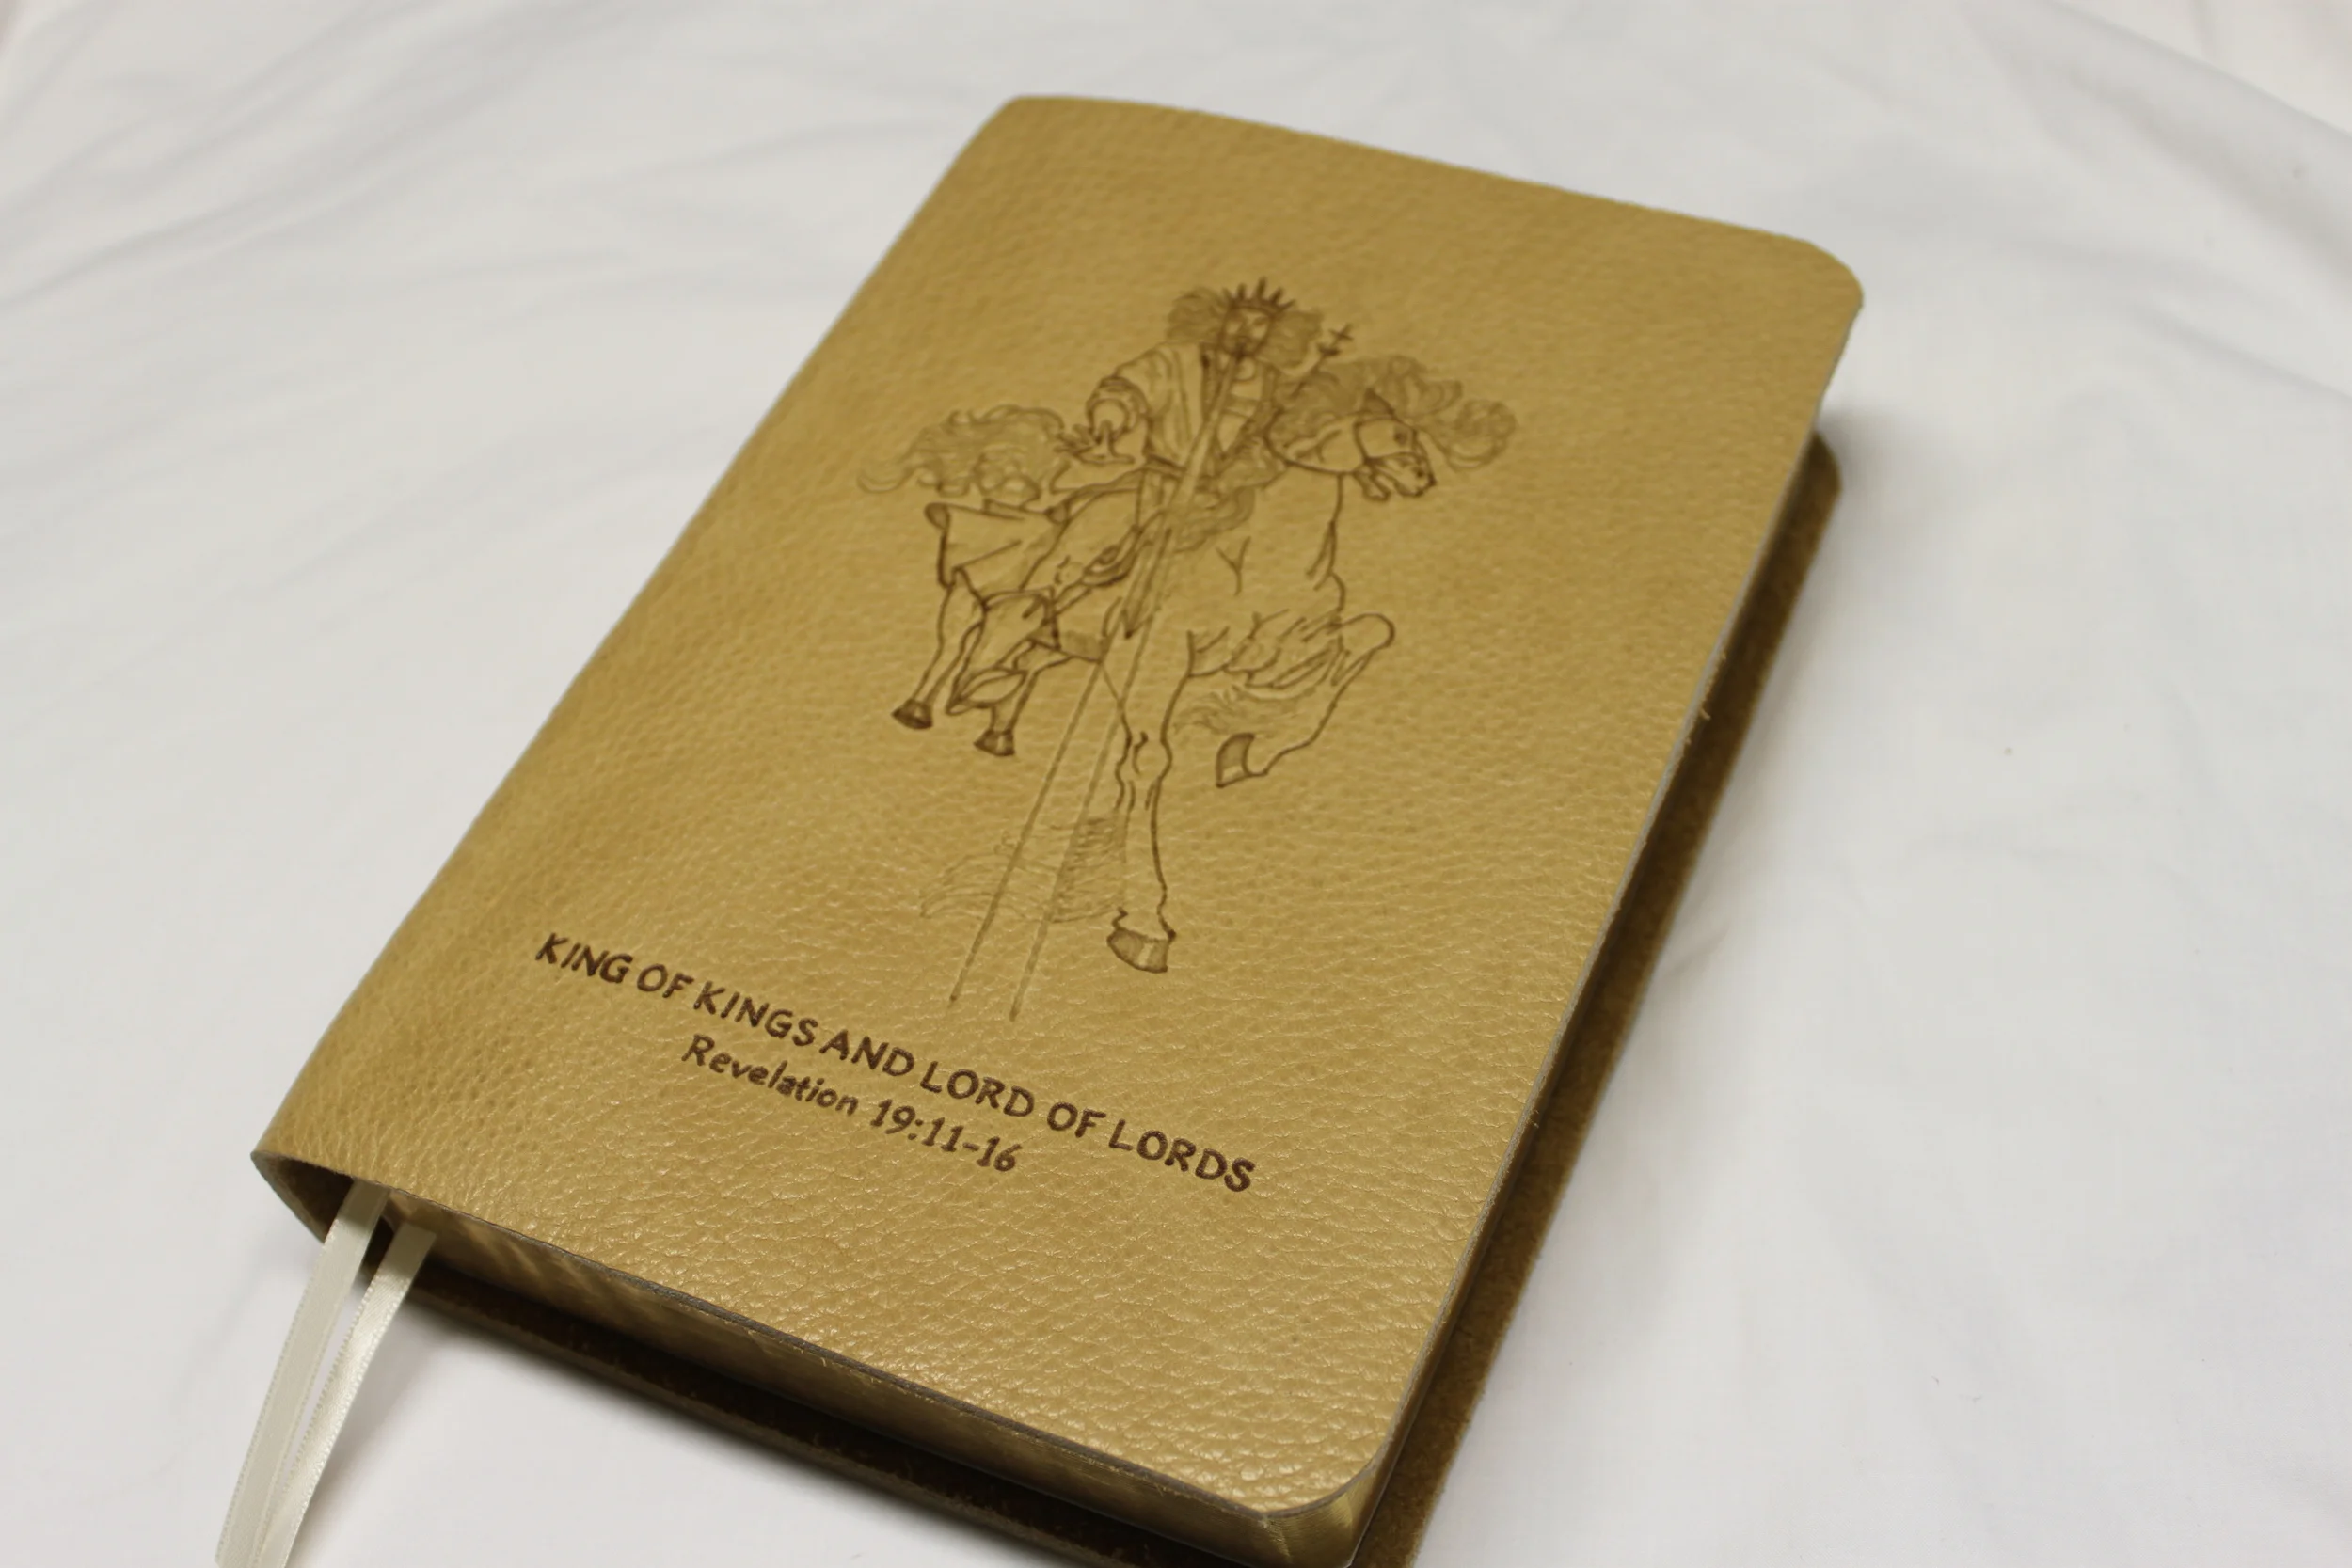 KING OF KINGS AND LORD OF LORDS
Revelation 19:11-16